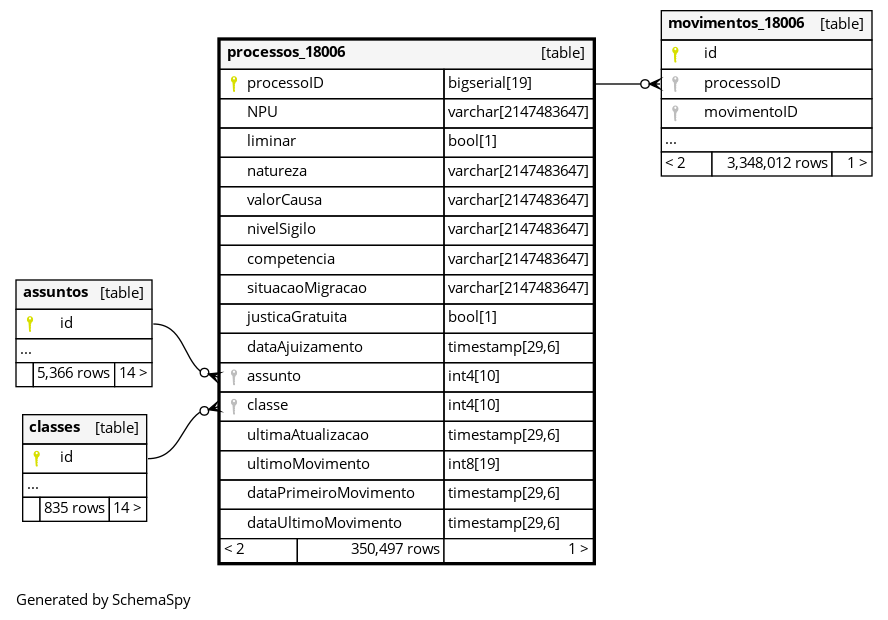 movimentos_18006 [table]
id
processoID
movimentoID
...
< 2 3,348,012 rows 1 >
processos_18006 [table]
processoID bigserial[19]
NPU varchar[2147483647]
liminar bool[1]
natureza varchar[2147483647]
valorCausa varchar[2147483647]
nivelSigilo varchar[2147483647]
competencia varchar[2147483647]
situacaoMigracao varchar[2147483647]
justicaGratuita bool[1]
dataAjuizamento timestamp[29,6]
assunto int4[10]
classe int4[10]
ultimaAtualizacao timestamp[29,6]
ultimoMovimento int8[19]
dataPrimeiroMovimento timestamp[29,6]
dataUltimoMovimento timestamp[29,6]
< 2 350,497 rows 1 >
assuntos [table]
id
...
5,366 rows 14 >
classes [table]
id
...
835 rows 14 >
Generated by SchemaSpy